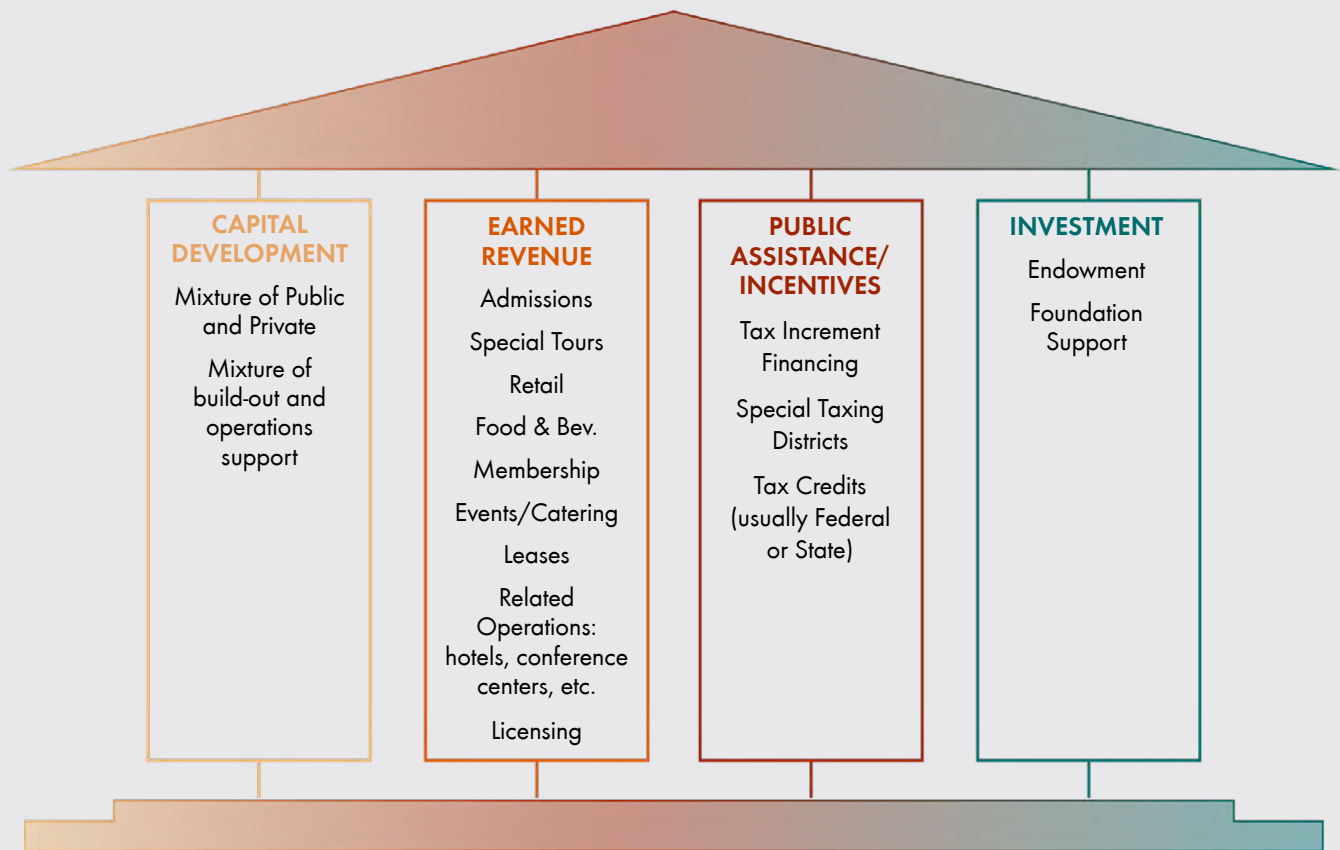 CAPITAL
DEVELOPMENT
Mixture of Public
and Private
Mixture of
build-out and
operations
support
EARNED
REVENUE
Admissions
Special Tours
Retail
Food & Bev.
Membership
Events/Catering
Leases
Related
Operations:
hotels, conference
centers, etc.
Licensing
PUBLIC
ASSISTANCE/
INCENTIVES
Tax Increment
Financing
Special Taxing
Districts
Tax Credits
(usually Federal
or State)
INVESTMENT
Endowment
Foundation
Support